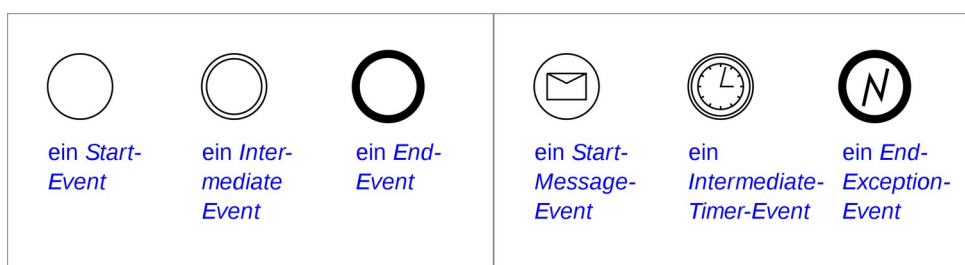 ein Start-
Event
ein Inter-
mediate
Event
ein End-
Event
ein Start-
Message-
Event
ein
Intermediate-
Timer-Event
ein End-
Exception-
Event